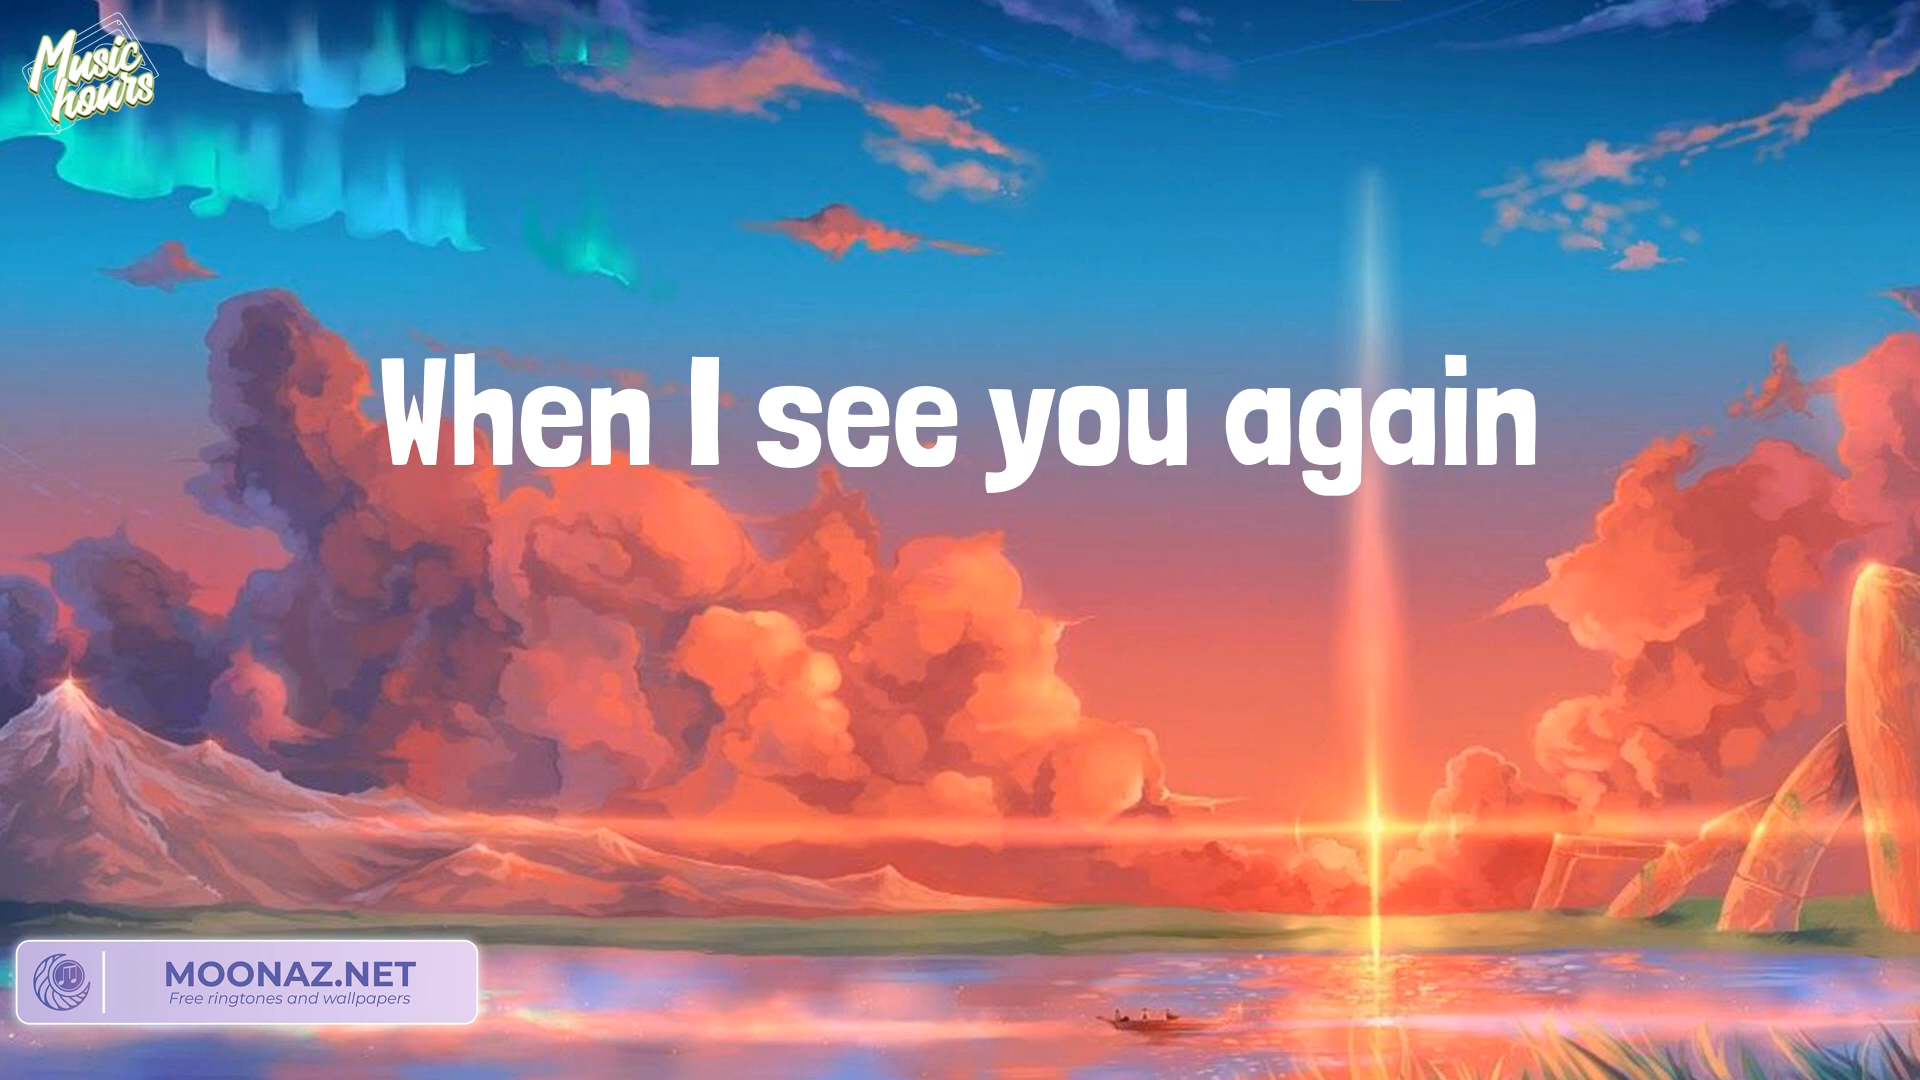 Music
hours
When I see you again
MOONAZ.NET
Free ringtones and wallpapers